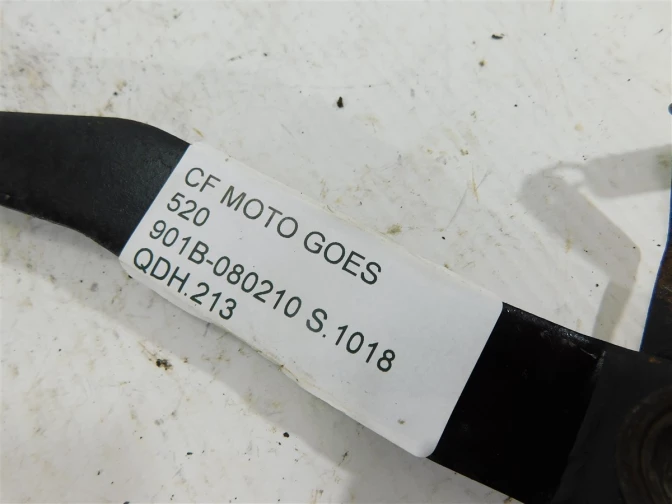 CF MOTO GOES
520
901B-080210 S.1018
QDH.213